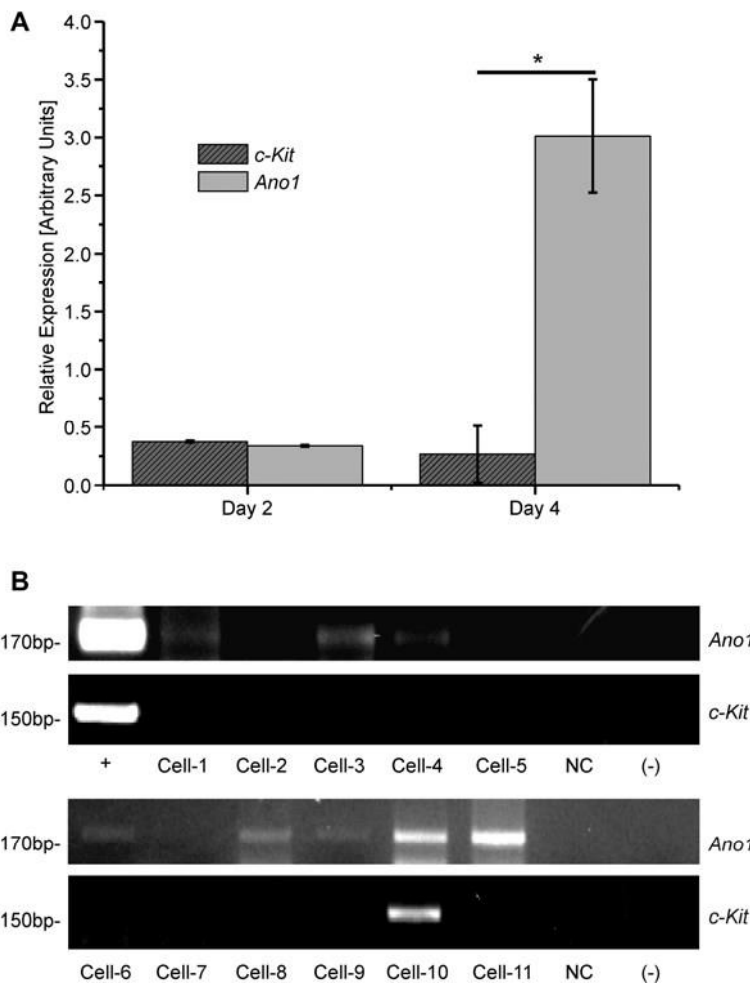 A
Relative Expression [Arbitrary Units]
4.0
3.5
3.0
2.5
2.0
1.5
1.0
0.5
0.0
*
c-Kit
Ano1
Day 2 Day 4
B
170bp- Ano1
150bp- c-Kit
+ Cell-1 Cell-2 Cell-3 Cell-4 Cell-5 NC (-)
170bp- Ano1
150bp- c-Kit
Cell-6 Cell-7 Cell-8 Cell-9 Cell-10 Cell-11 NC (-)